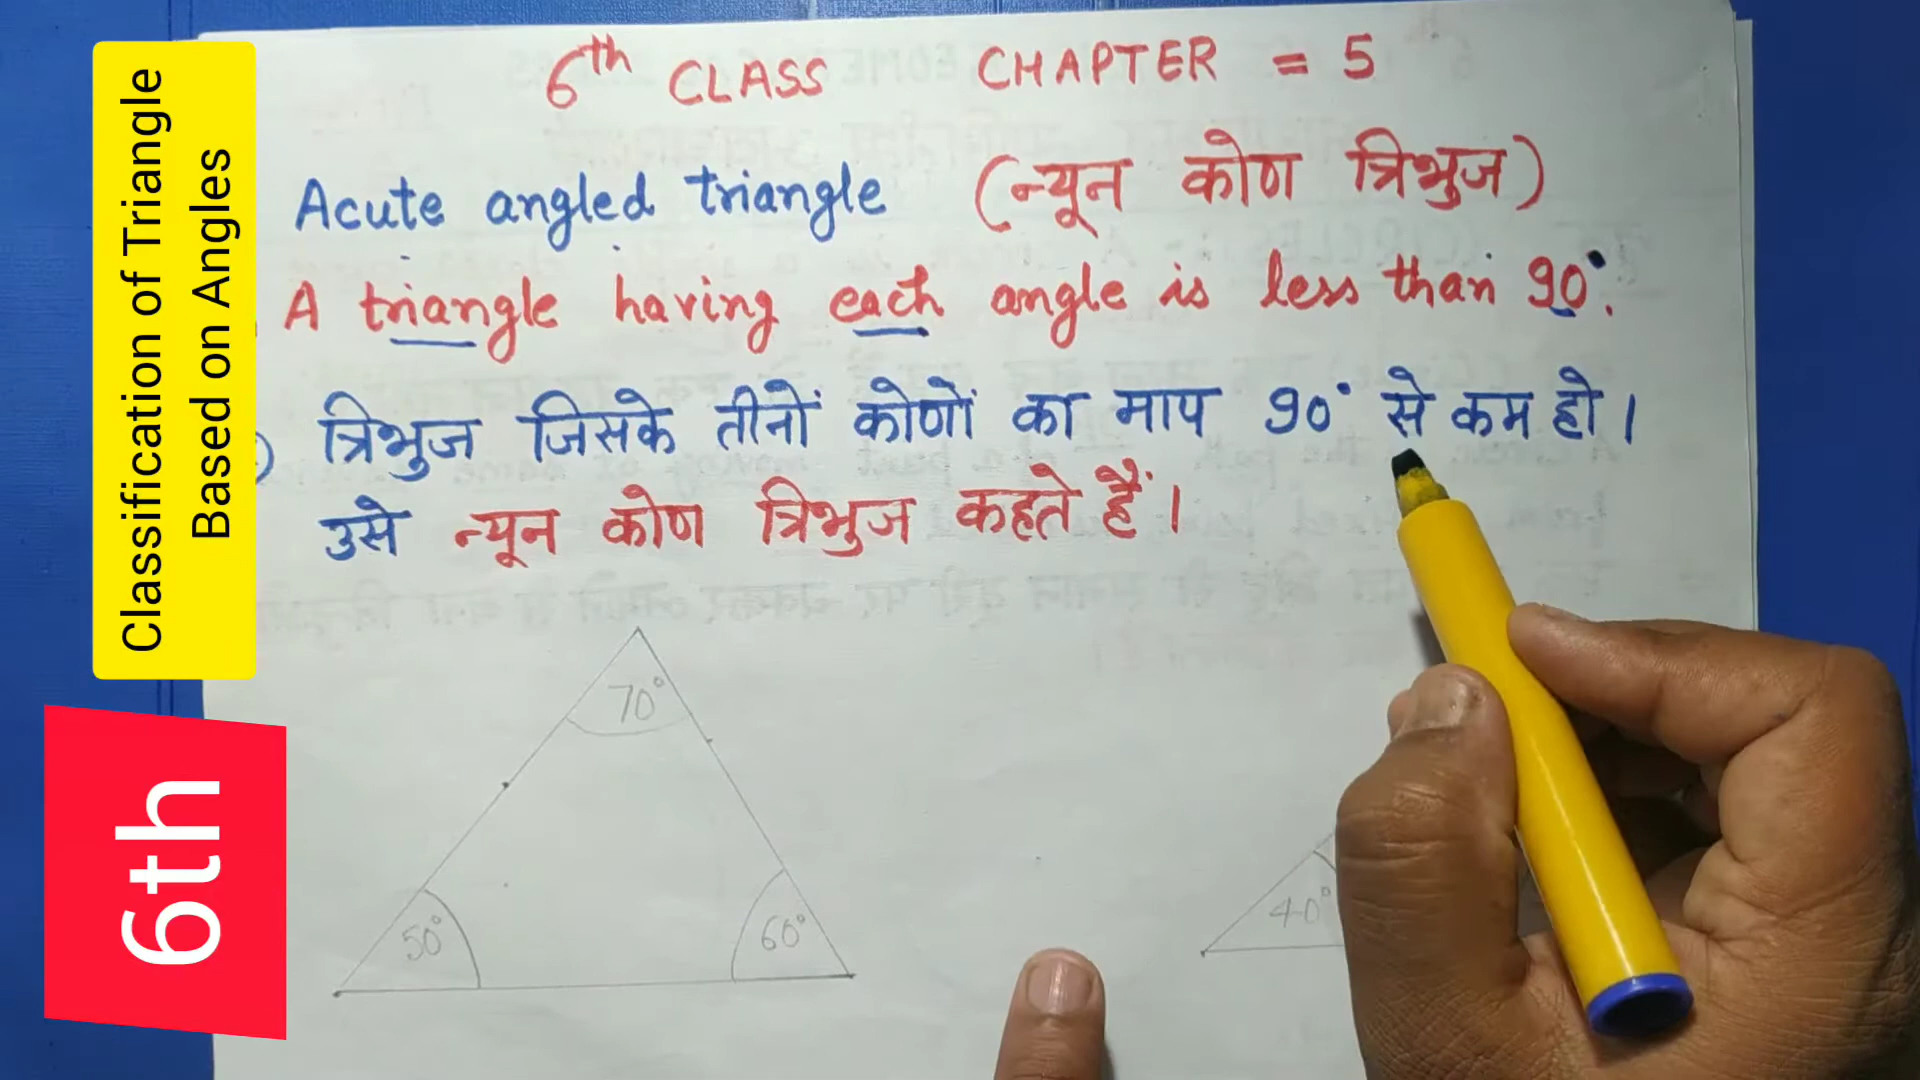 Classification of Triangle
Based on Angles
6th
6th CLASS CHAPTER = 5
Acute angled triangle (न्यून कोण त्रिभुज)
A triangle having each angle is less than 90°.
त्रिभुज जिसके तीनों कोणों का माप 90° से कम हो।
उसे न्यून कोण त्रिभुज कहते हैं।
70°
50°
60°
40°